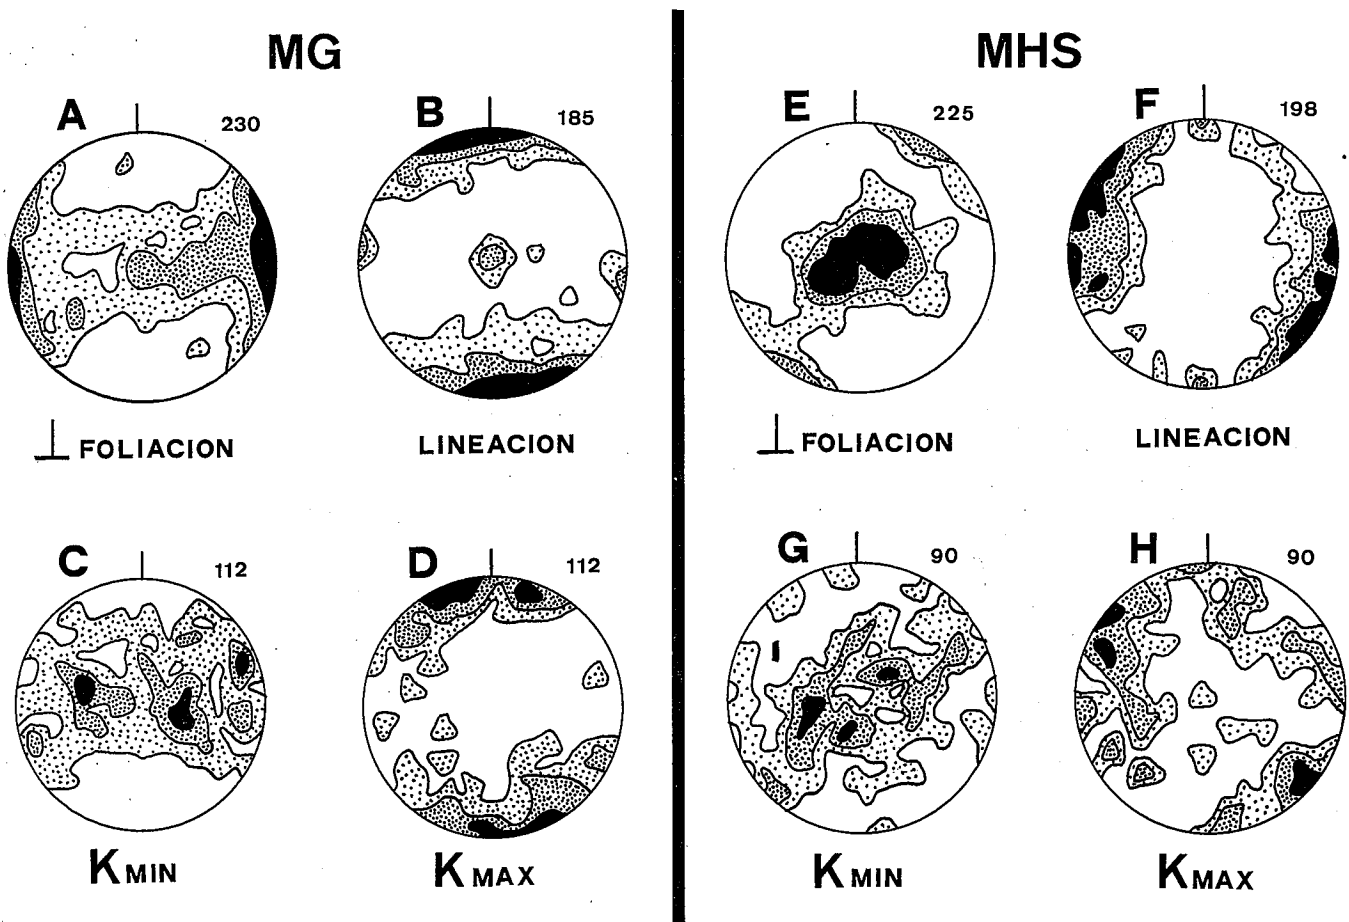 MG
MHS
A 230
B 185
E 225
F 198
⊥ FOLIACION
LINEACION
⊥ FOLIACION
LINEACION
C 112
D 112
G 90
H 90
KMIN
KMAX
KMIN
KMAX